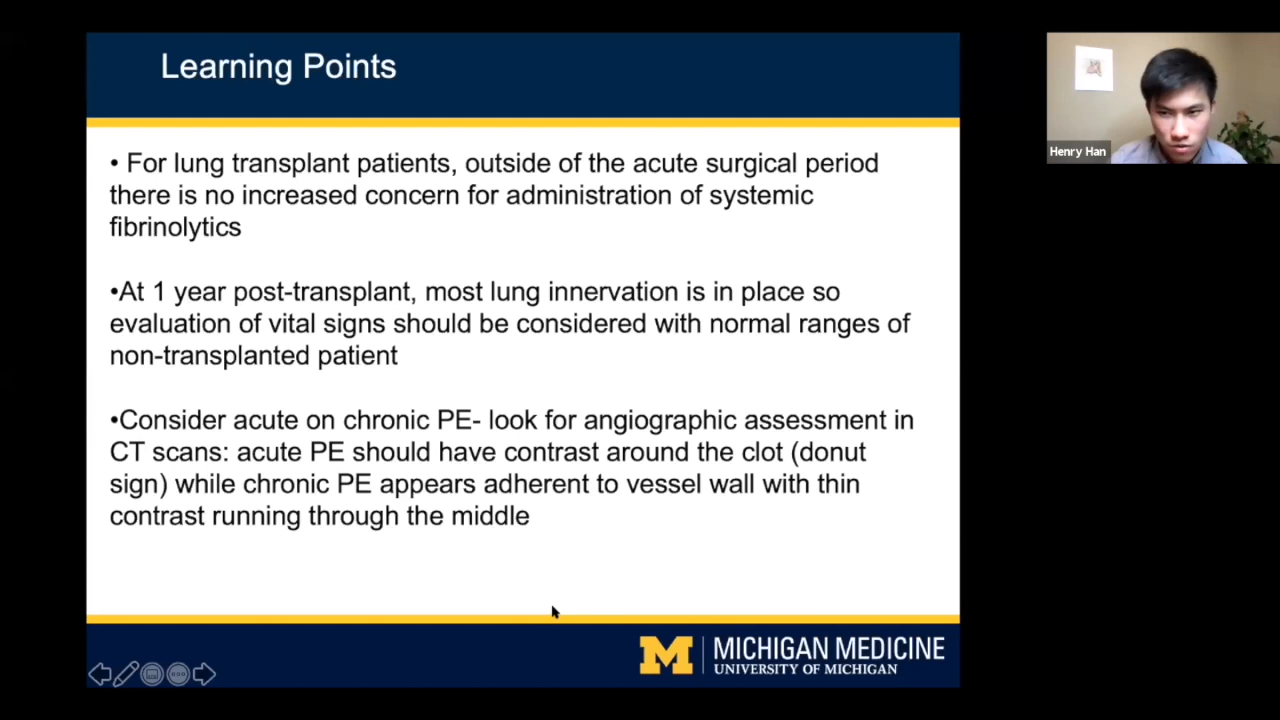 Learning Points
• For lung transplant patients, outside of the acute surgical period
there is no increased concern for administration of systemic
fibrinolytics
•At 1 year post-transplant, most lung innervation is in place so
evaluation of vital signs should be considered with normal ranges of
non-transplanted patient
•Consider acute on chronic PE- look for angiographic assessment in
CT scans: acute PE should have contrast around the clot (donut
sign) while chronic PE appears adherent to vessel wall with thin
contrast running through the middle
M MICHIGAN MEDICINE
UNIVERSITY OF MICHIGAN
Henry Han